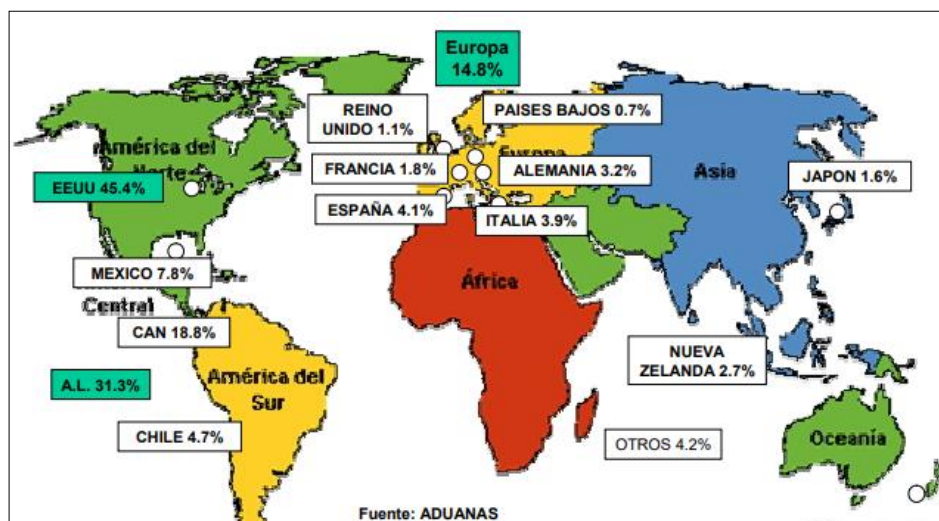 Europa
14.8%
REINO
UNIDO 1.1%
PAISES BAJOS 0.7%
América del
Norte
Europa
EEUU 45.4%
FRANCIA 1.8%
ALEMANIA 3.2%
Asia
JAPON 1.6%
ESPAÑA 4.1%
ITALIA 3.9%
MEXICO 7.8%
África
Central
CAN 18.8%
NUEVA
ZELANDA 2.7%
A.L. 31.3%
América del
Sur
CHILE 4.7%
OTROS 4.2%
Oceanía
Fuente: ADUANAS